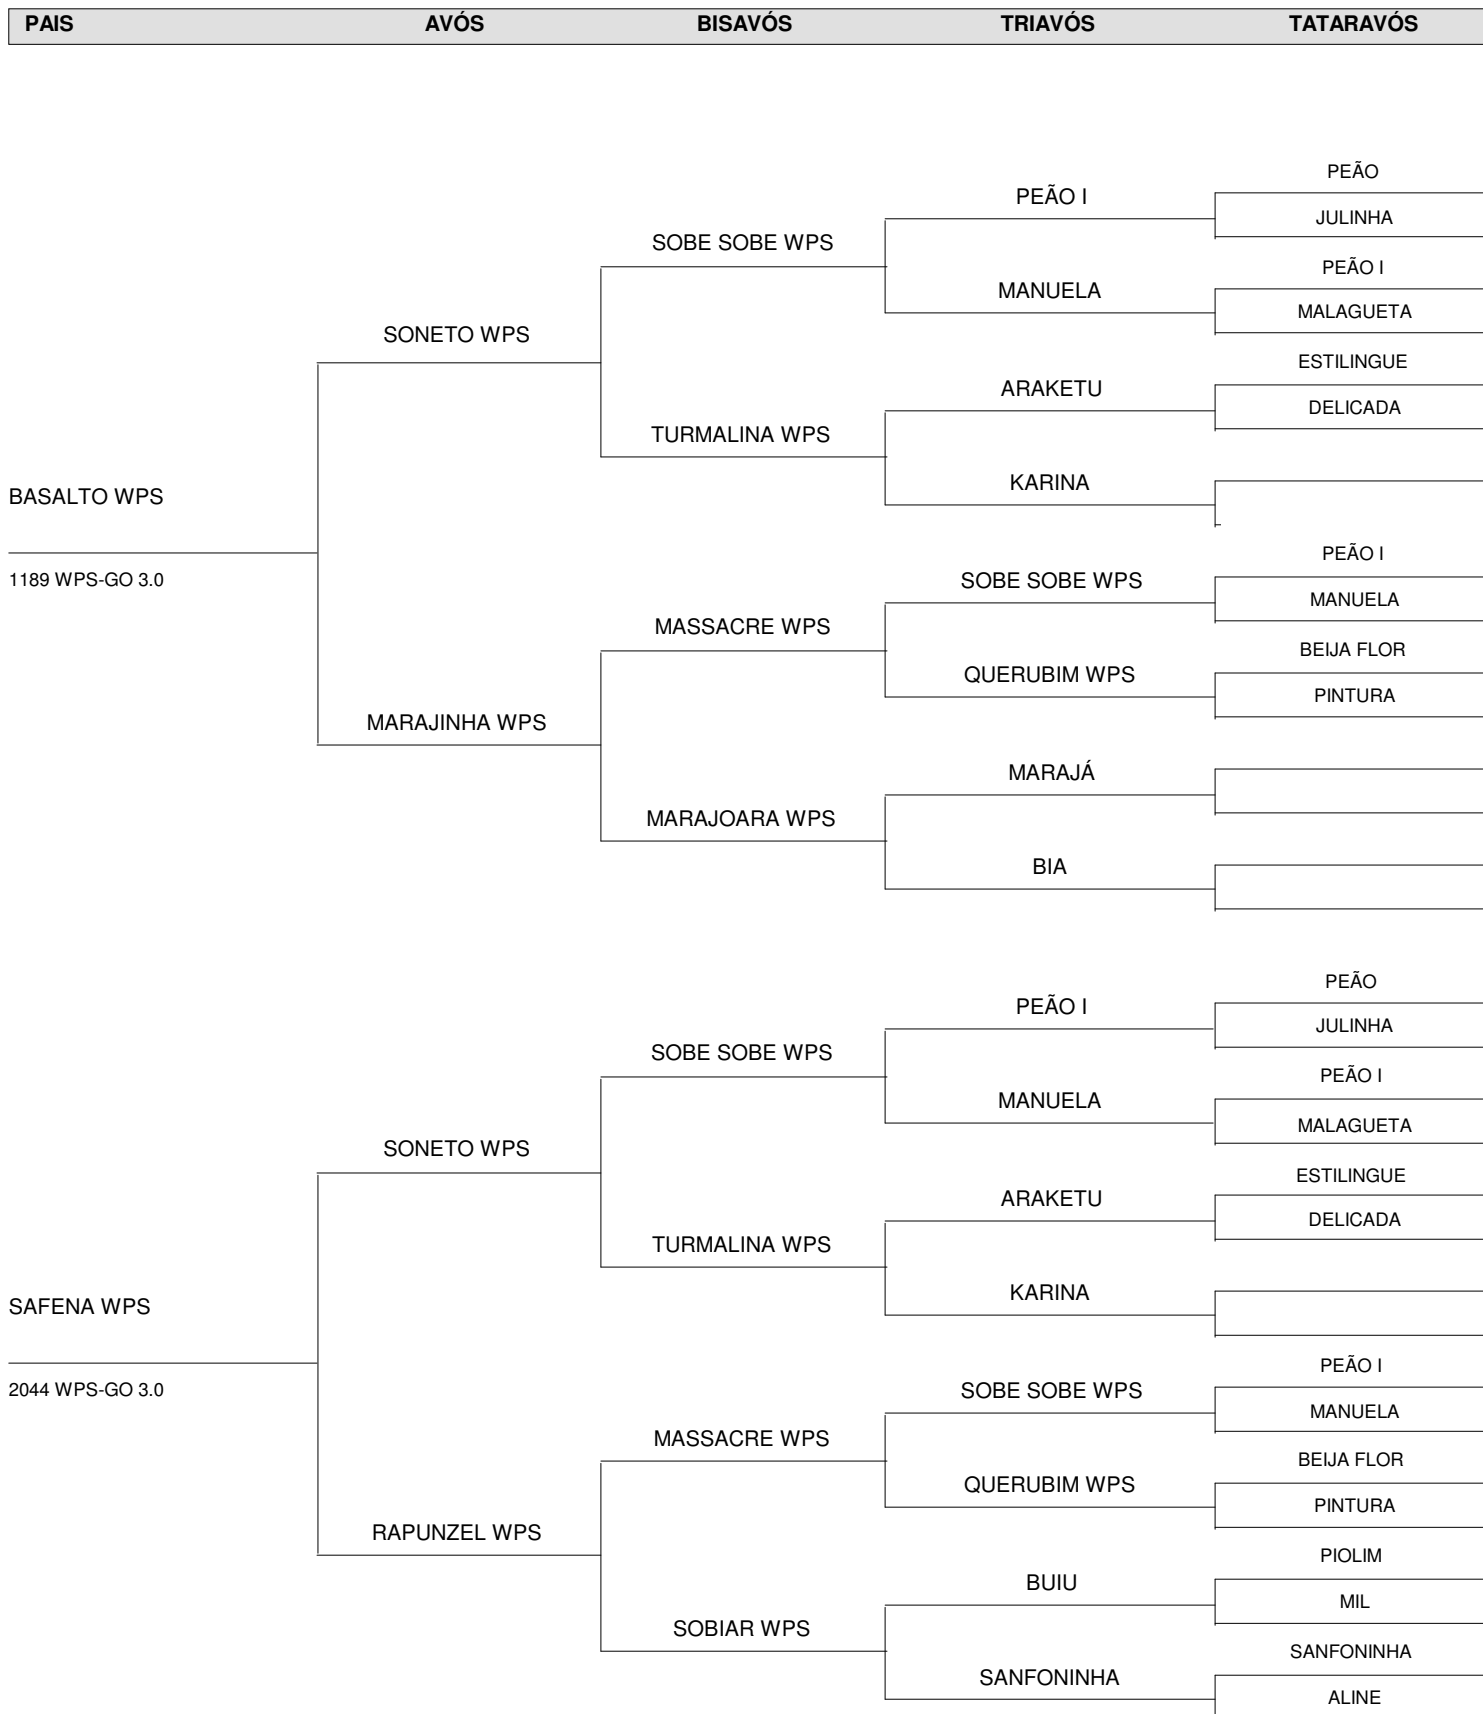 PAIS AVÓS BISAVÓS TRIAVÓS TATARAVÓS
PEÃO
PEÃO I
JULINHA
SOBE SOBE WPS
PEÃO I
MANUELA
MALAGUETA
SONETO WPS
ESTILINGUE
ARAKETU
DELICADA
TURMALINA WPS
KARINA
BASALTO WPS
PEÃO I
1189 WPS-GO 3.0
SOBE SOBE WPS
MANUELA
MASSACRE WPS
BEIJA FLOR
QUERUBIM WPS
PINTURA
MARAJINHA WPS
MARAJÁ
MARAJOARA WPS
BIA
PEÃO
PEÃO I
JULINHA
SOBE SOBE WPS
PEÃO I
MANUELA
MALAGUETA
SONETO WPS
ESTILINGUE
ARAKETU
DELICADA
TURMALINA WPS
KARINA
SAFENA WPS
PEÃO I
2044 WPS-GO 3.0
SOBE SOBE WPS
MANUELA
MASSACRE WPS
BEIJA FLOR
QUERUBIM WPS
PINTURA
RAPUNZEL WPS
PIOLIM
BUIU
MIL
SOBIAR WPS
SANFONINHA
SANFONINHA
ALINE